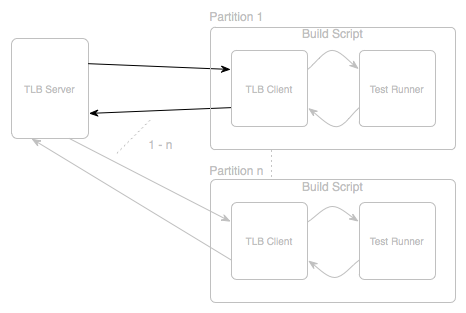 Partition 1
Build Script
TLB Server
TLB Client
Test Runner
1 - n
Partition n
Build Script
TLB Client
Test Runner